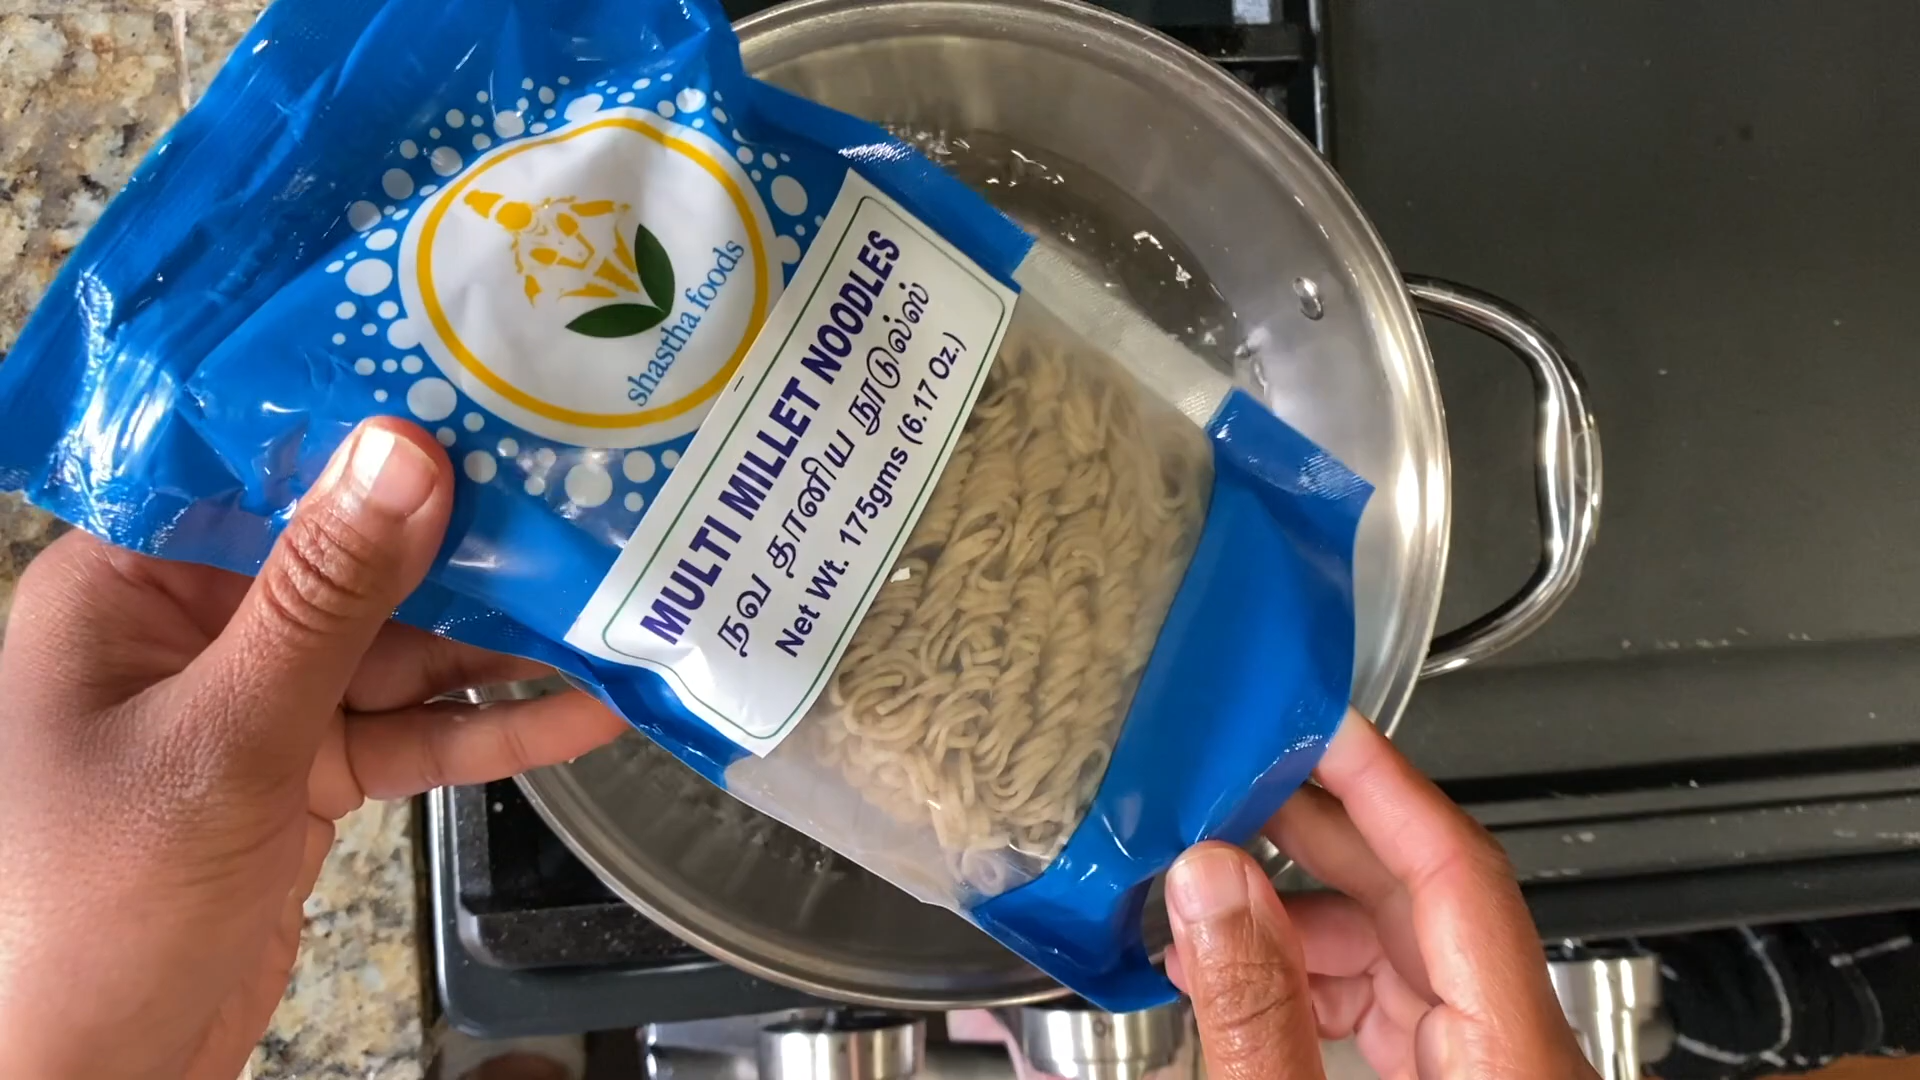 shastha foods
MULTI MILLET NOODLES
நவ தானிய நூடுல்ஸ்
Net Wt. 175gms (6.17 Oz.)